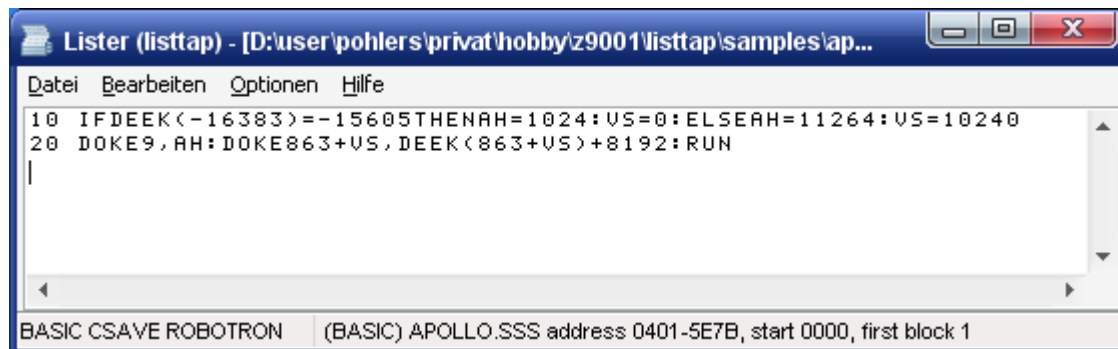 Lister (listtap) - [D:\user\pohlers\privat\hobby\z9001\listtap\samples\ap...
Datei Bearbeiten Optionen Hilfe
10 IFDEEK(-16383)=-15605THENAH=1024:VS=0:ELSEAH=11264:VS=10240
20 DOKE9,AH:DOKE863+VS,DEEK(863+VS)+8192:RUN
BASIC CSAVE ROBOTRON (BASIC) APOLLO.SSS address 0401-5E7B, start 0000, first block 1